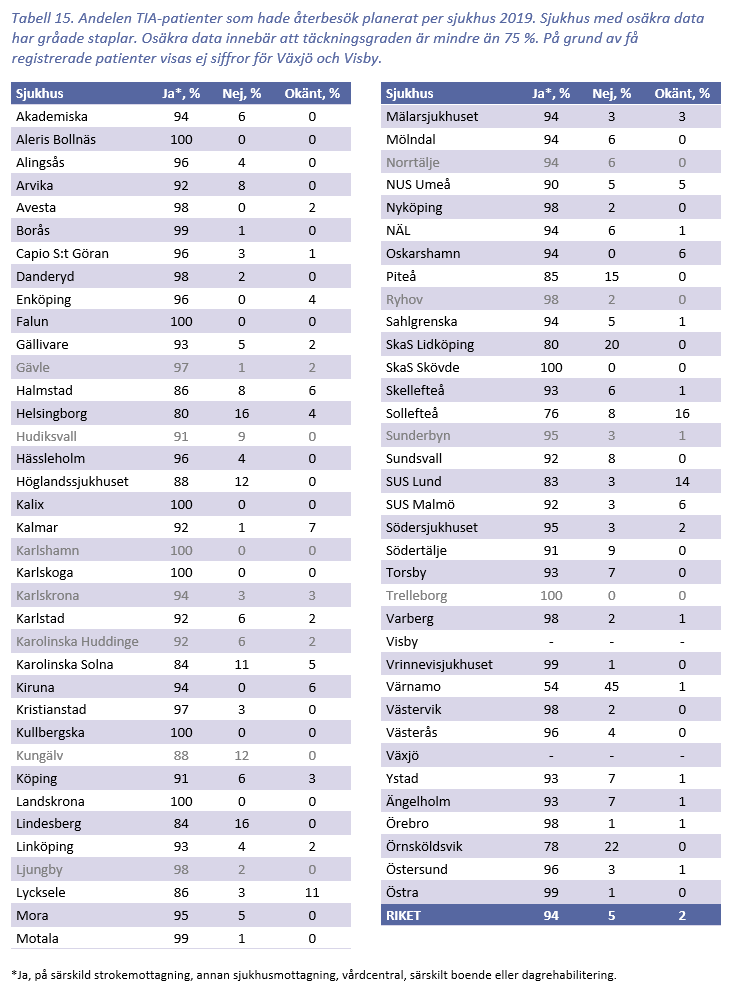 Tabell 15. Andelen TIA-patienter som hade återbesök planerat per sjukhus 2019. Sjukhus med osäkra data
har gråade staplar. Osäkra data innebär att täckningsgraden är mindre än 75 %. På grund av få
registrerade patienter visas ej siffror för Växjö och Visby.
Sjukhus Ja*, % Nej, % Okänt, %
Akademiska 94 6 0
Aleris Bollnäs 100 0 0
Alingsås 96 4 0
Arvika 92 8 0
Avesta 98 0 2
Borås 99 1 0
Capio S:t Göran 96 3 1
Danderyd 98 2 0
Enköping 96 0 4
Falun 100 0 0
Gällivare 93 5 2
Gävle 97 1 2
Halmstad 86 8 6
Helsingborg 80 16 4
Hudiksvall 91 9 0
Hässleholm 96 4 0
Höglandssjukhuset 88 12 0
Kalix 100 0 0
Kalmar 92 1 7
Karlshamn 100 0 0
Karlskoga 100 0 0
Karlskrona 94 3 3
Karlstad 92 6 2
Karolinska Huddinge 92 6 2
Karolinska Solna 84 11 5
Kiruna 94 0 6
Kristianstad 97 3 0
Kullbergska 100 0 0
Kungälv 88 12 0
Köping 91 6 3
Landskrona 100 0 0
Lindesberg 84 16 0
Linköping 93 4 2
Ljungby 98 2 0
Lycksele 86 3 11
Mora 95 5 0
Motala 99 1 0
Sjukhus Ja*, % Nej, % Okänt, %
Mälarsjukhuset 94 3 3
Mölndal 94 6 0
Norrtälje 94 6 0
NUS Umeå 90 5 5
Nyköping 98 2 0
NÄL 94 6 1
Oskarshamn 94 0 6
Piteå 85 15 0
Ryhov 98 2 0
Sahlgrenska 94 5 1
SkaS Lidköping 80 20 0
SkaS Skövde 100 0 0
Skellefteå 93 6 1
Sollefteå 76 8 16
Sunderbyn 95 3 1
Sundsvall 92 8 0
SUS Lund 83 3 14
SUS Malmö 92 3 6
Södersjukhuset 95 3 2
Södertälje 91 9 0
Torsby 93 7 0
Trelleborg 100 0 0
Varberg 98 2 1
Visby - - -
Vrinnevisjukhuset 99 1 0
Värnamo 54 45 1
Västervik 98 2 0
Västerås 96 4 0
Växjö - - -
Ystad 93 7 1
Ängelholm 93 7 1
Örebro 98 1 1
Örnsköldsvik 78 22 0
Östersund 96 3 1
Östra 99 1 0
RIKET 94 5 2
*Ja, på särskild strokemottagning, annan sjukhusmottagning, vårdcentral, särskilt boende eller dagrehabilitering.